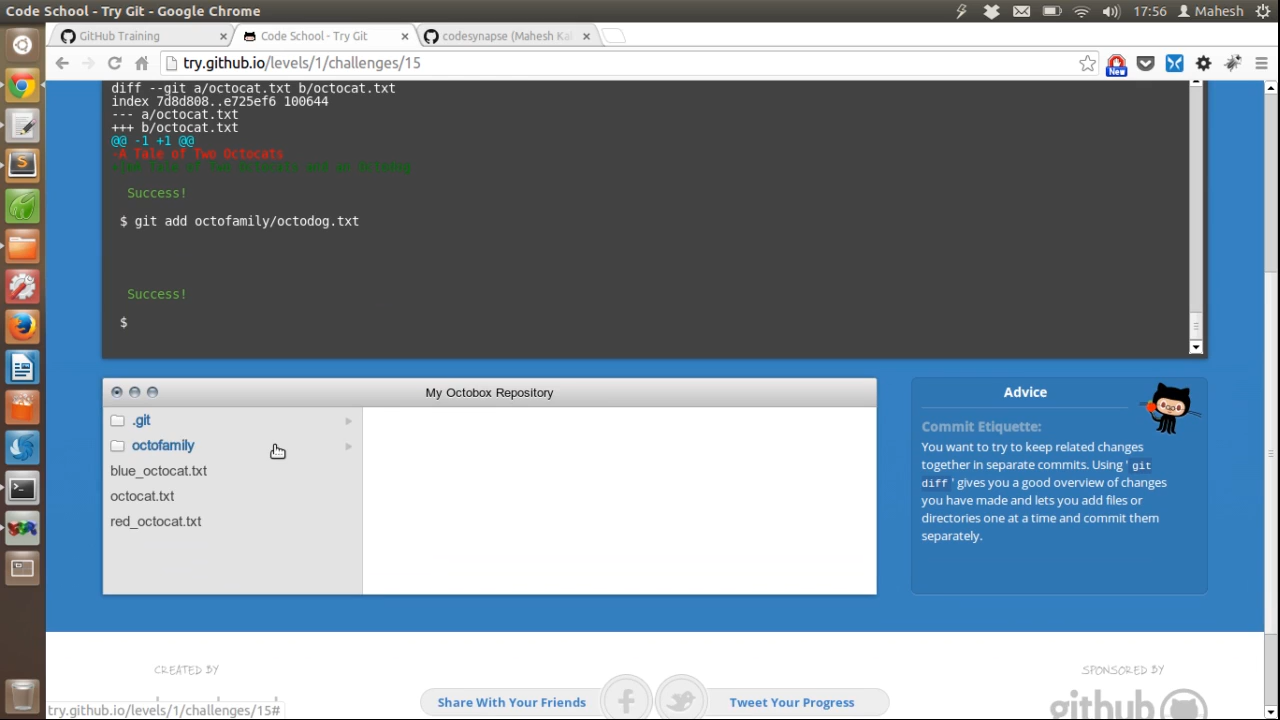 Code School - Try Git - Google Chrome
17:56 Mahesh
GitHub Training
Code School - Try Git
codesynapse (Mahesh Kal
try.github.io/levels/1/challenges/15
New
diff --git a/octocat.txt b/octocat.txt
index 7d8d808..e725ef6 100644
--- a/octocat.txt
+++ b/octocat.txt
@@ -1 +1 @@
-A Tale of Two Octocats
Success!
$ git add octofamily/octodog.txt
Success!
$
My Octobox Repository
.git
octofamily
blue_octocat.txt
octocat.txt
red_octocat.txt
Advice
Commit Etiquette:
You want to try to keep related changes
together in separate commits. Using 'git
diff' gives you a good overview of changes
you have made and lets you add files or
directories one at a time and commit them
separately.
CREATED BY
SPONSORED BY
Share With Your Friends
Tweet Your Progress
github
try.github.io/levels/1/challenges/15#